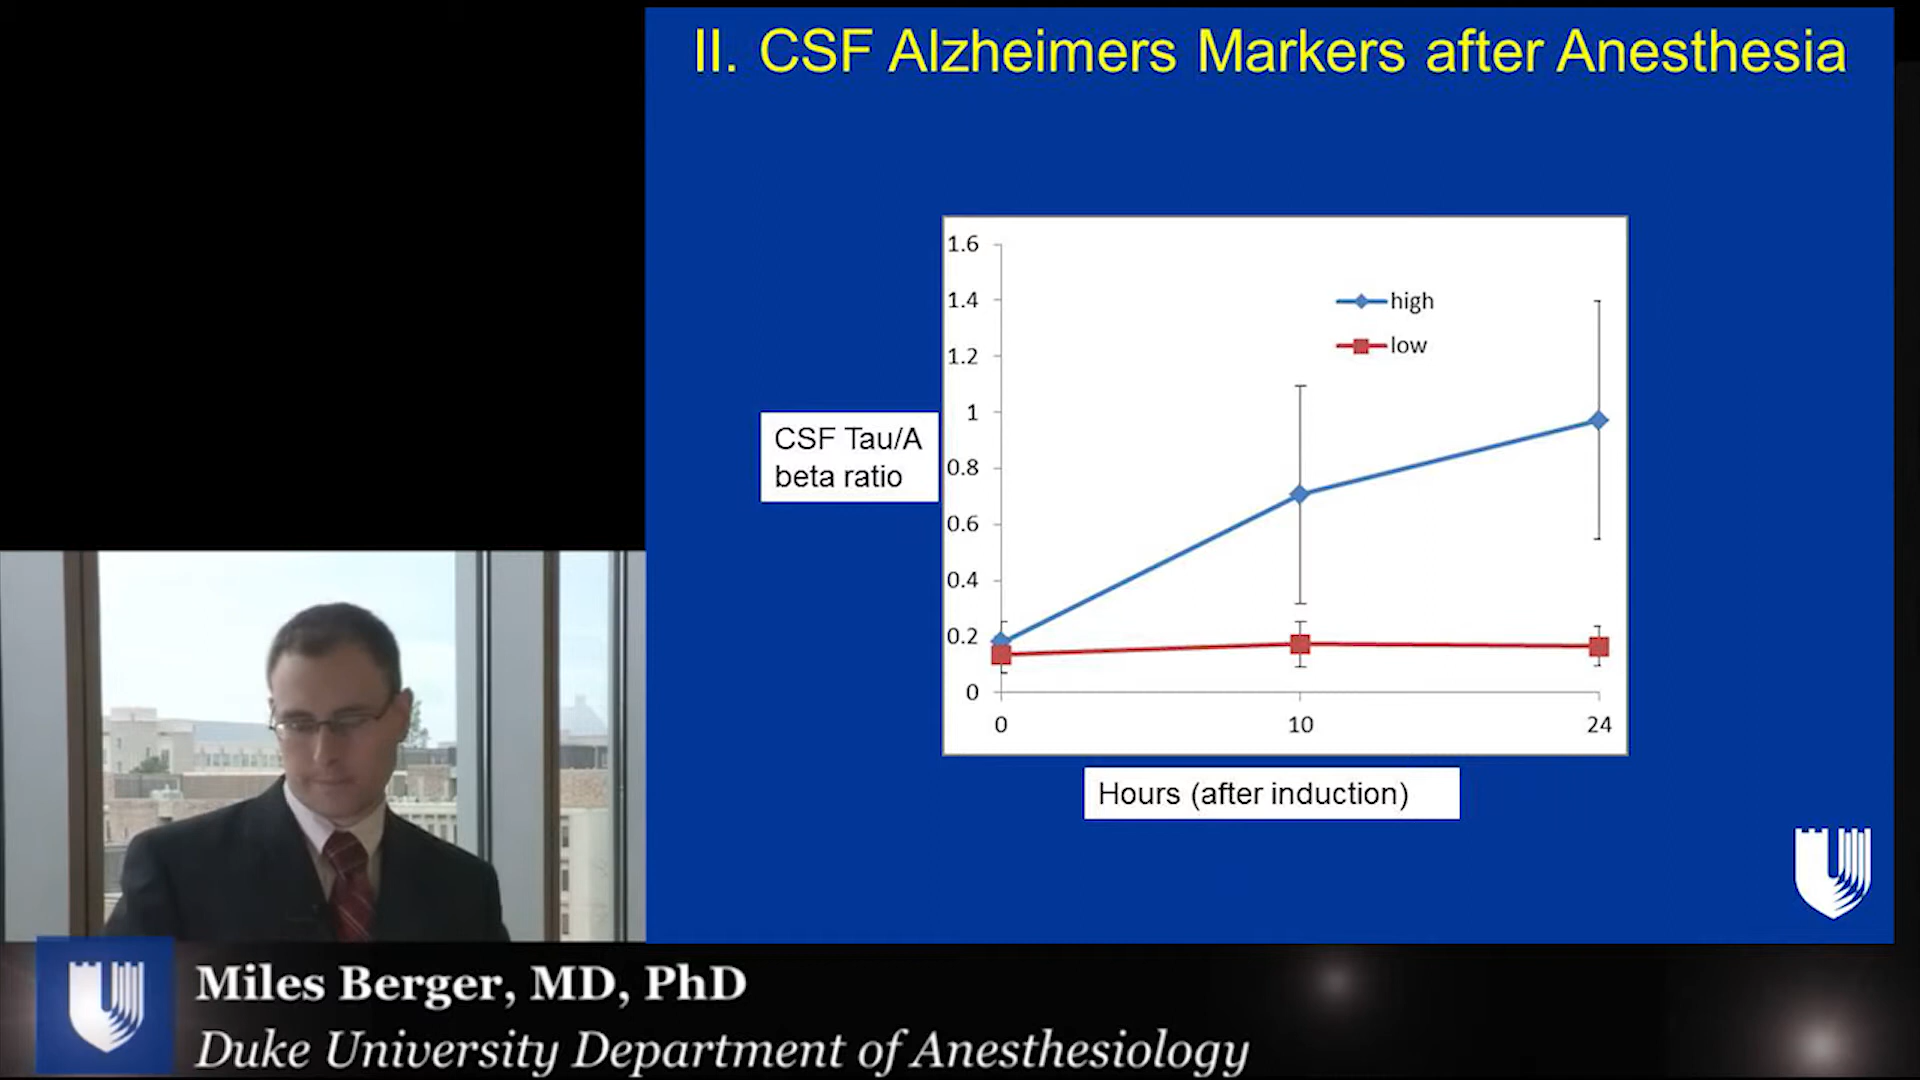 II. CSF Alzheimers Markers after Anesthesia
1.6
1.4
1.2
1
0.8
0.6
0.4
0.2
0
high
low
CSF Tau/A
beta ratio
0 10 24
Hours (after induction)
Miles Berger, MD, PhD
Duke University Department of Anesthesiology